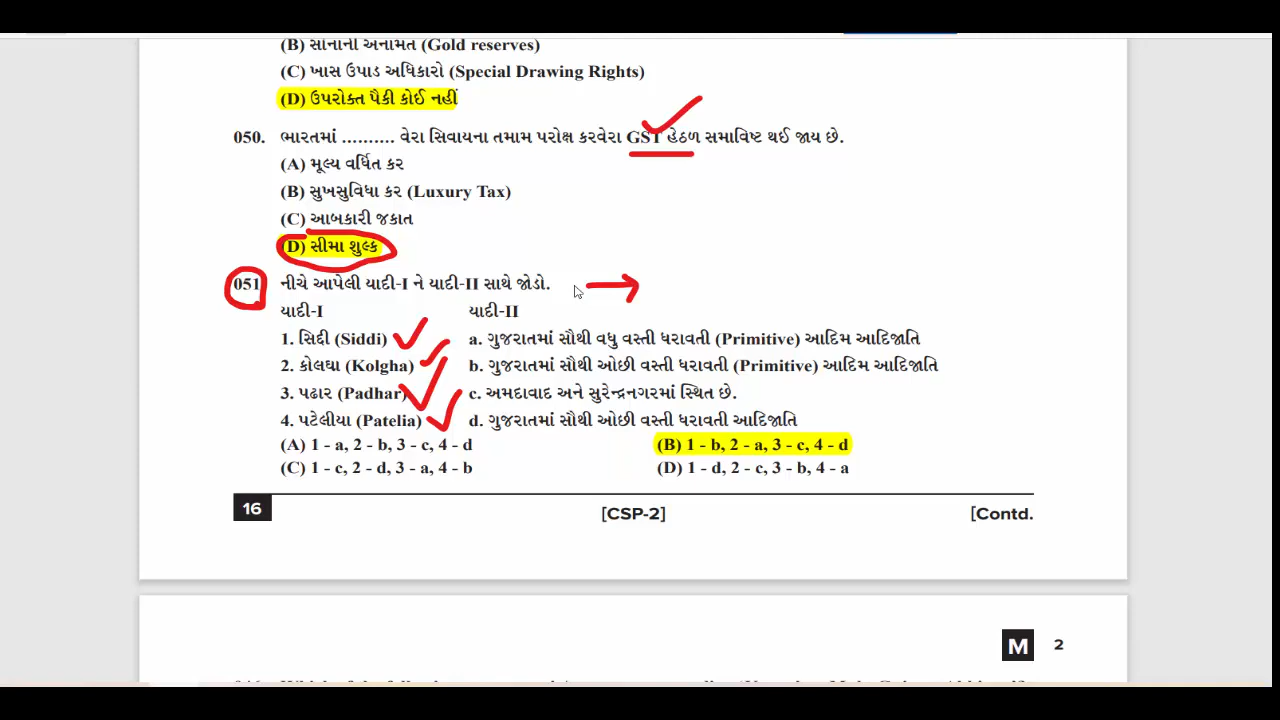 (B) સોનાની અનામત (Gold reserves)
(C) ખાસ ઉપાડ અધિકારો (Special Drawing Rights)
(D) ઉપરોક્ત પૈકી કોઈ નહીં
050. ભારતમાં .......... વેરા સિવાયના તમામ પરોક્ષ કરવેરા GST હેઠળ સમાવિષ્ટ થઈ જાય છે.
(A) મૂલ્ય વર્ધિત કર
(B) સુખસુવિધા કર (Luxury Tax)
(C) આબકારી જકાત
(D) સીમા શુલ્ક
051 નીચે આપેલી યાદી-I ને યાદી-II સાથે જોડો.
યાદી-I યાદી-II
1. સિદ્દી (Siddi) a. ગુજરાતમાં સૌથી વધુ વસ્તી ધરાવતી (Primitive) આદિમ આદિજાતિ
2. કોલઘા (Kolgha) b. ગુજરાતમાં સૌથી ઓછી વસ્તી ધરાવતી (Primitive) આદિમ આદિજાતિ
3. પઢાર (Padhar) c. અમદાવાદ અને સુરેન્દ્રનગરમાં સ્થિત છે.
4. પટેલીયા (Patelia) d. ગુજરાતમાં સૌથી ઓછી વસ્તી ધરાવતી આદિજાતિ
(A) 1 - a, 2 - b, 3 - c, 4 - d (B) 1 - b, 2 - a, 3 - c, 4 - d
(C) 1 - c, 2 - d, 3 - a, 4 - b (D) 1 - d, 2 - c, 3 - b, 4 - a
16 [CSP-2] [Contd.
M 2